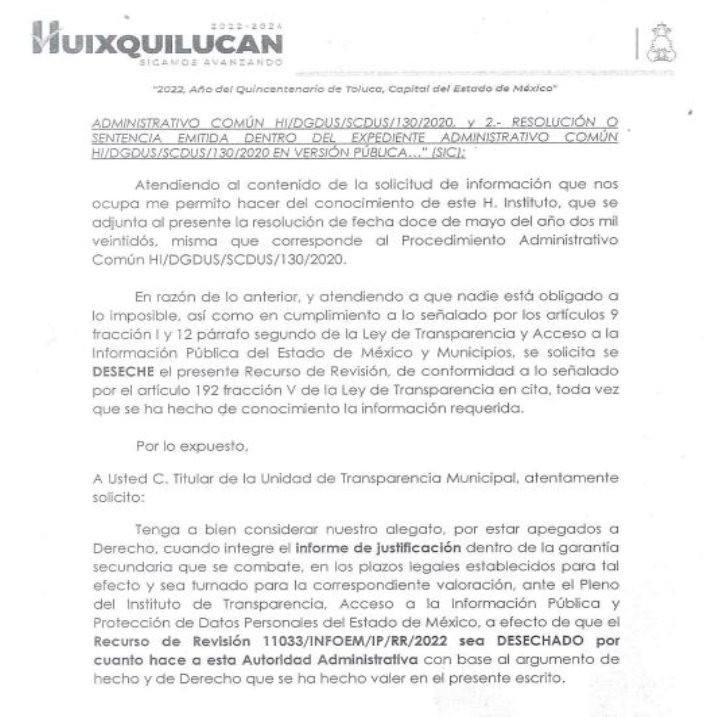 2022-2024
HUIXQUILUCAN
SIGAMOS AVANZANDO
"2022, Año del Quincentenario de Toluca, Capital del Estado de México"
ADMINISTRATIVO COMÚN HI/DGDUS/SCDUS/130/2020, y 2.- RESOLUCIÓN O
SENTENCIA EMITIDA DENTRO DEL EXPEDIENTE ADMINISTRATIVO COMÚN
HI/DGDUS/SCDUS/130/2020 EN VERSIÓN PÚBLICA..." (SIC);
Atendiendo al contenido de la solicitud de información que nos
ocupa me permito hacer del conocimiento de este H. Instituto, que se
adjunta al presente la resolución de fecha doce de mayo del año dos mil
veintidós, misma que corresponde al Procedimiento Administrativo
Común HI/DGDUS/SCDUS/130/2020.
En razón de lo anterior, y atendiendo a que nadie está obligado a
lo imposible, así como en cumplimiento a lo señalado por los artículos 9
fracción I y 12 párrafo segundo de la Ley de Transparencia y Acceso a la
Información Pública del Estado de México y Municipios, se solicita se
DESECHE el presente Recurso de Revisión, de conformidad a lo señalado
por el artículo 192 fracción V de la Ley de Transparencia en cita, toda vez
que se ha hecho de conocimiento la información requerida.
Por lo expuesto,
A Usted C. Titular de la Unidad de Transparencia Municipal, atentamente
solicito:
Tenga a bien considerar nuestro alegato, por estar apegados a
Derecho, cuando integre el informe de justificación dentro de la garantía
secundaria que se combate, en los plazos legales establecidos para tal
efecto y sea turnado para la correspondiente valoración, ante el Pleno
del Instituto de Transparencia, Acceso a la Información Pública y
Protección de Datos Personales del Estado de México, a efecto de que el
Recurso de Revisión 11033/INFOEM/IP/RR/2022 sea DESECHADO por
cuanto hace a esta Autoridad Administrativa con base al argumento de
hecho y de Derecho que se ha hecho valer en el presente escrito.